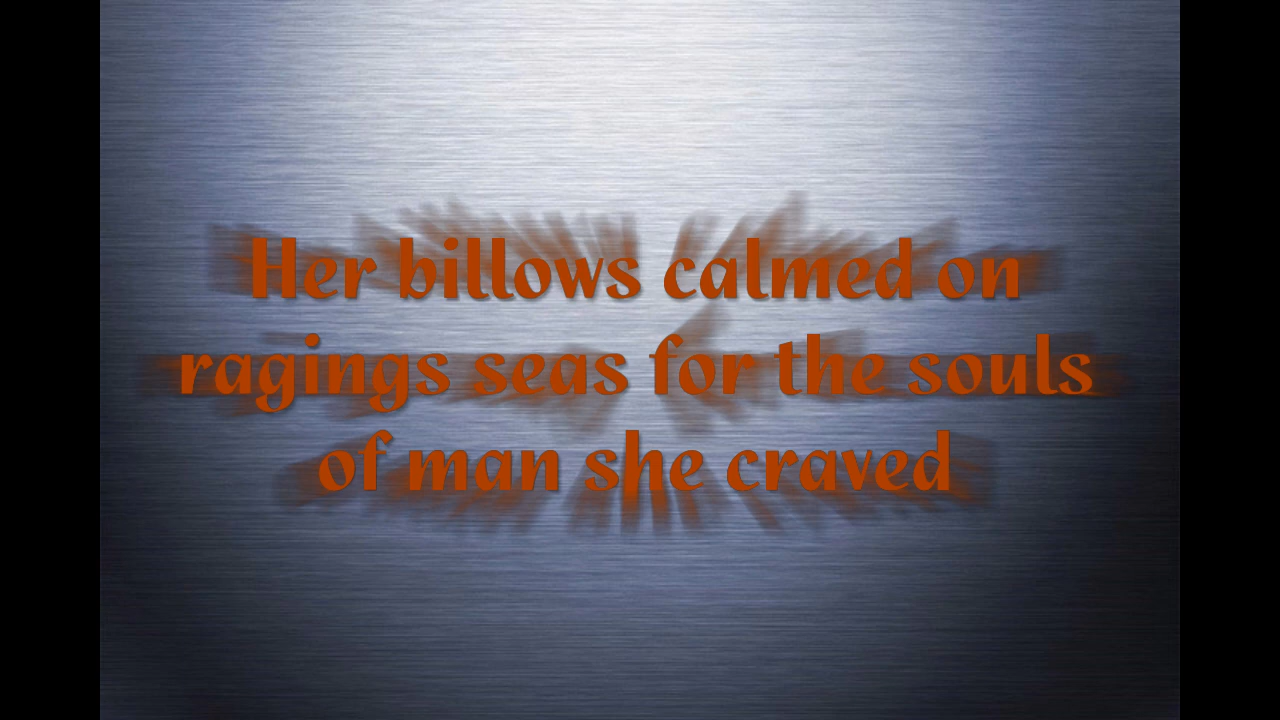 Her billows calmed on
ragings seas for the souls
of man she craved